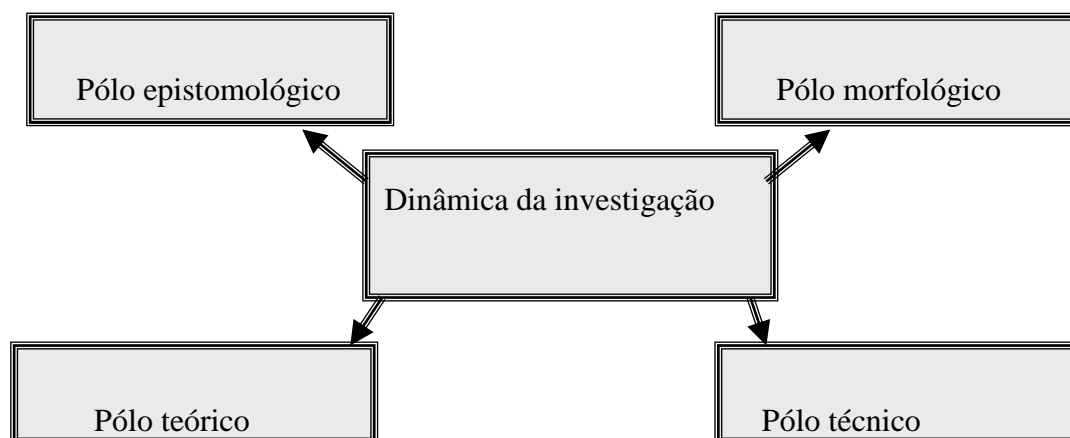 Pólo epistomológico
Pólo morfológico
Dinâmica da investigação
Pólo teórico
Pólo técnico